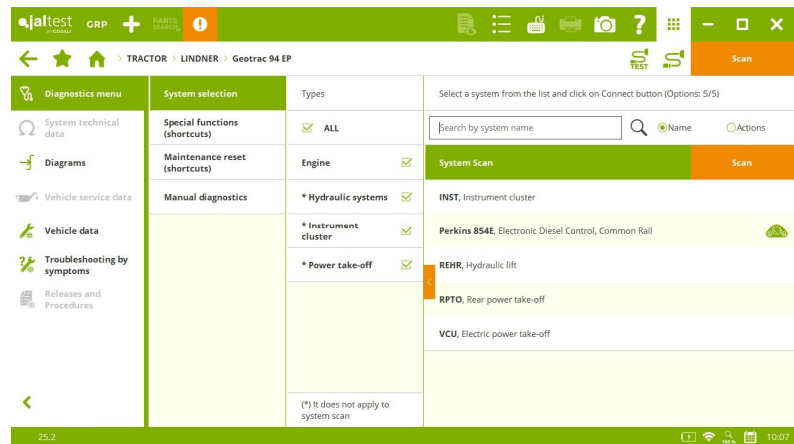 jaltest GRP PARTS SEARCH
BY COJALI
> TRACTOR > LINDNER > Geotrac 94 EP
TEST
Scan
Diagnostics menu
System technical data
Diagrams
Vehicle service data
Vehicle data
Troubleshooting by symptoms
Releases and Procedures
System selection
Special functions (shortcuts)
Maintenance reset (shortcuts)
Manual diagnostics
Types
ALL
Engine
* Hydraulic systems
* Instrument cluster
* Power take-off
(*) It does not apply to system scan
Select a system from the list and click on Connect button (Options: 5/5)
Search by system name
Name
Actions
System Scan
Scan
INST, Instrument cluster
Perkins 854E, Electronic Diesel Control, Common Rail
REHR, Hydraulic lift
RPTO, Rear power take-off
VCU, Electric power take-off
25.2
100 %
10:07